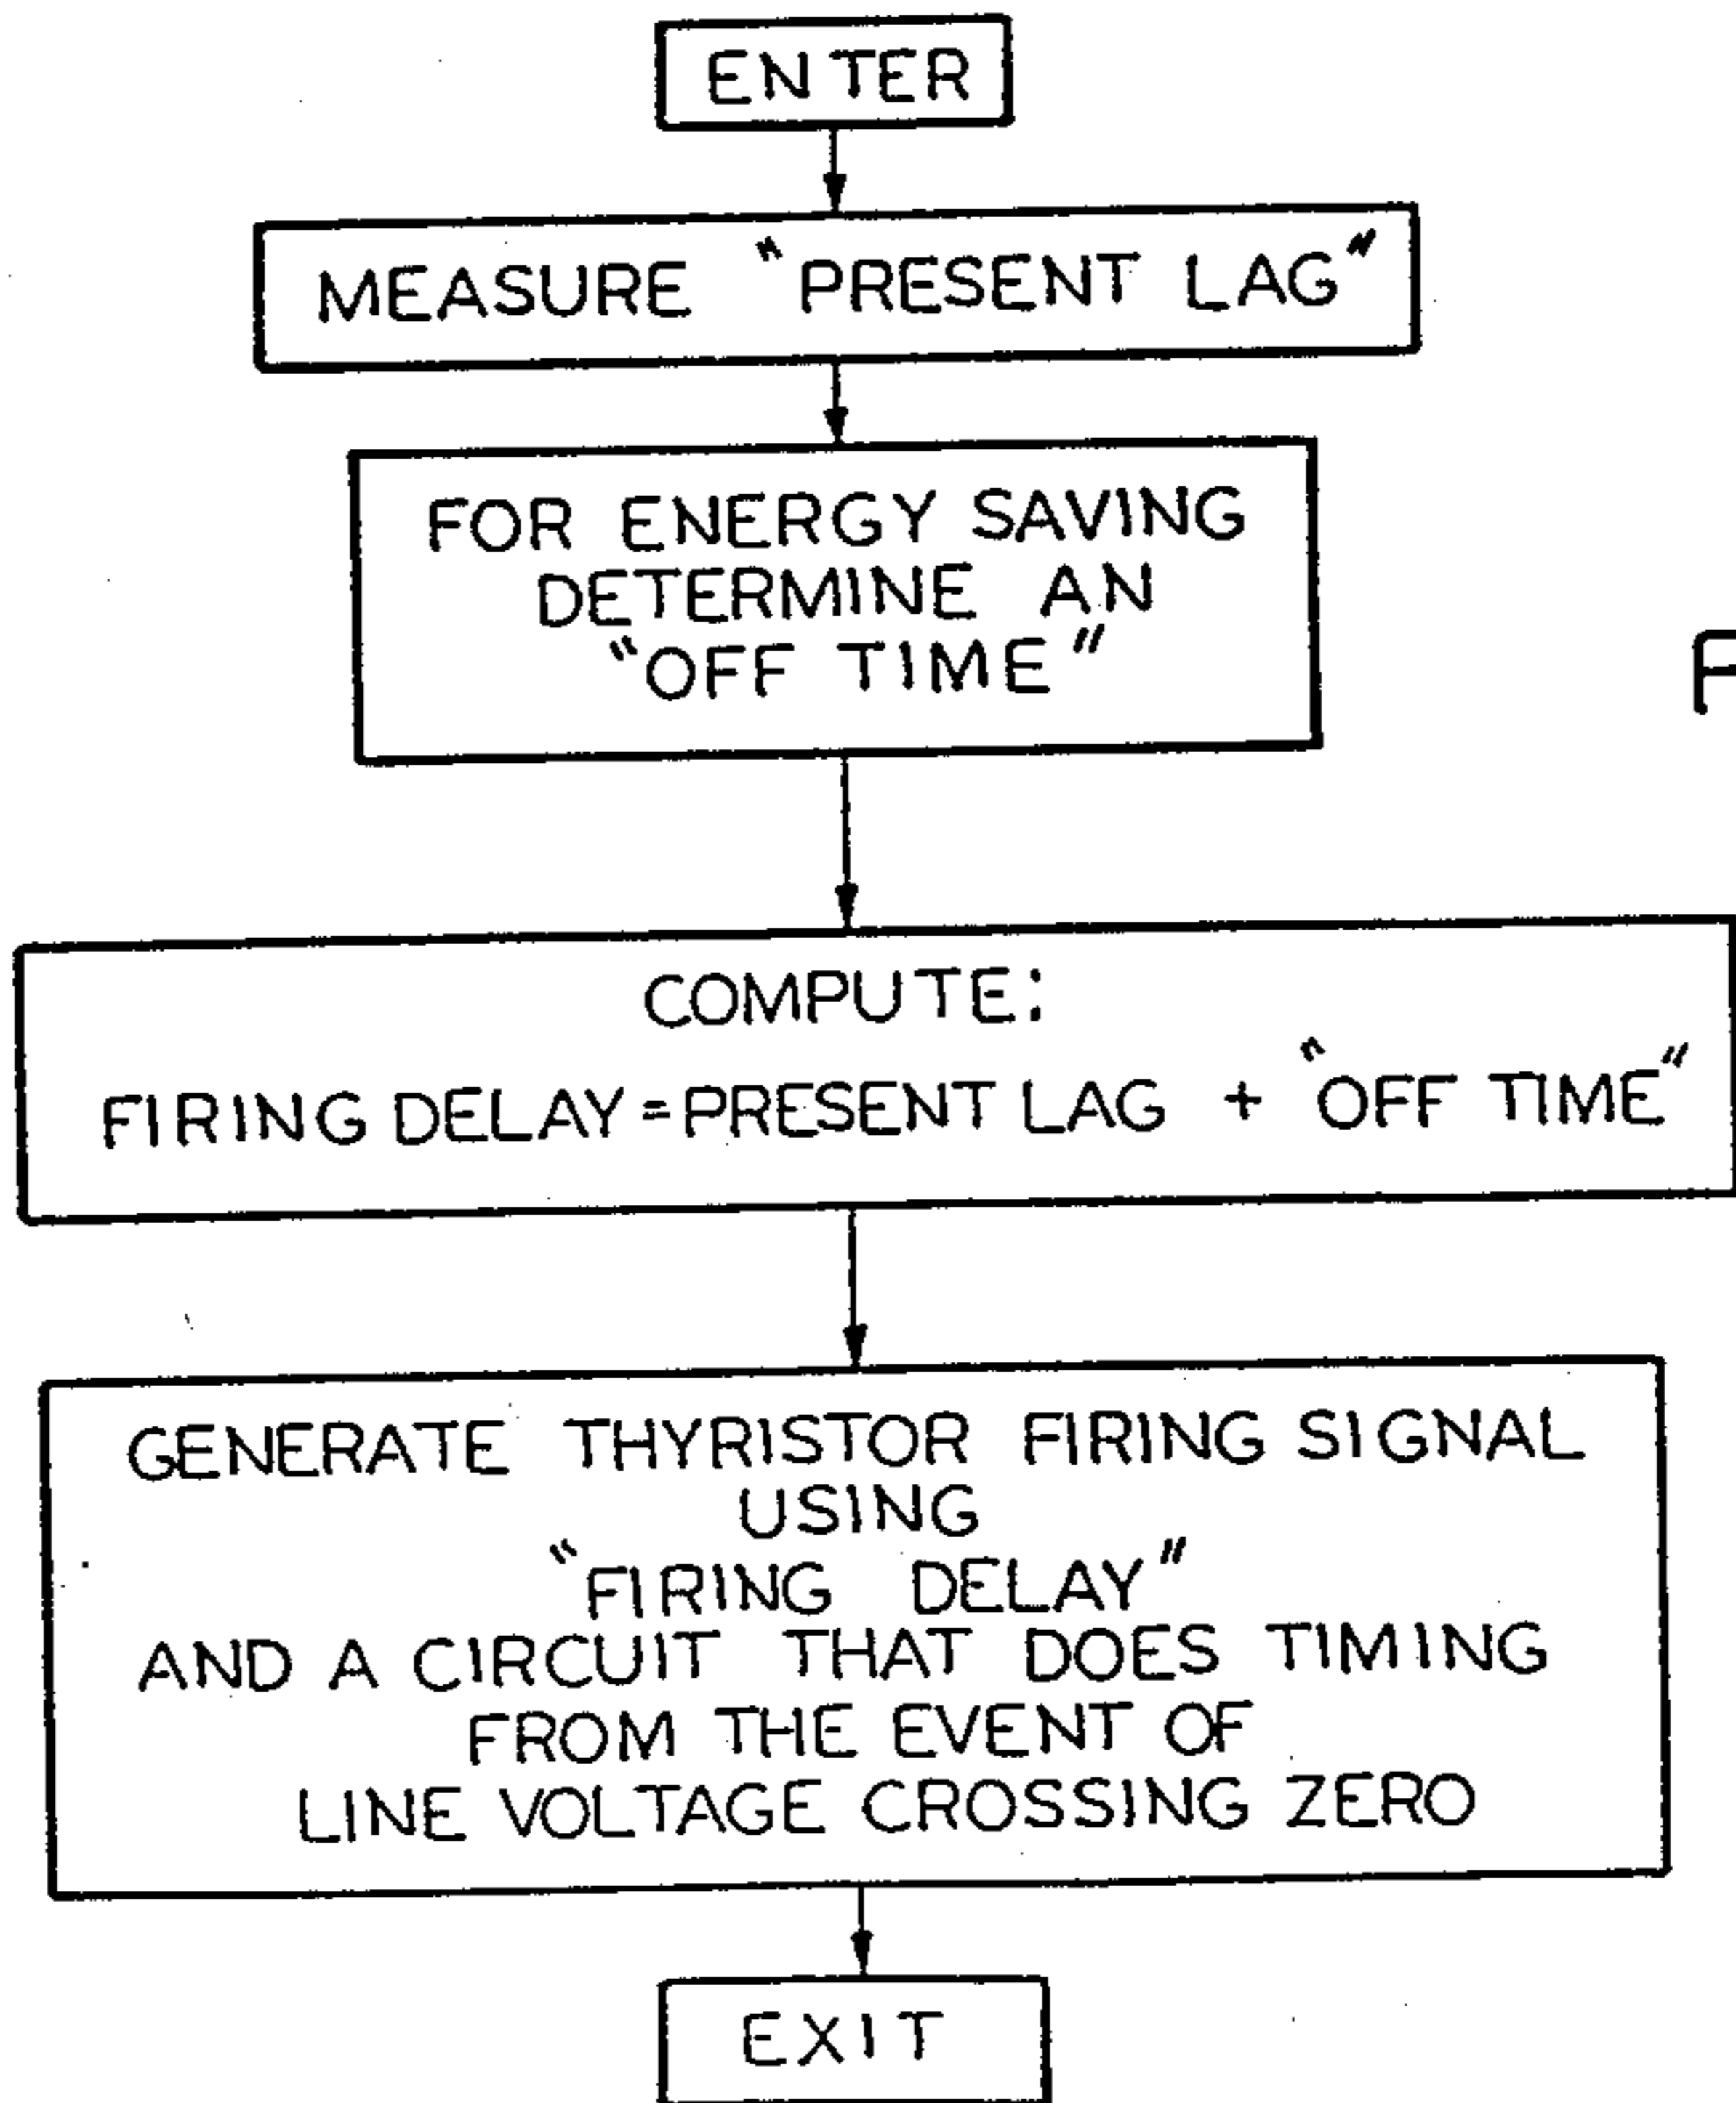 ENTER
MEASURE "PRESENT LAG"
FOR ENERGY SAVING
DETERMINE AN
"OFF TIME"
COMPUTE:
FIRING DELAY = PRESENT LAG + "OFF TIME"
GENERATE THYRISTOR FIRING SIGNAL
USING
"FIRING DELAY"
AND A CIRCUIT THAT DOES TIMING
FROM THE EVENT OF
LINE VOLTAGE CROSSING ZERO
EXIT